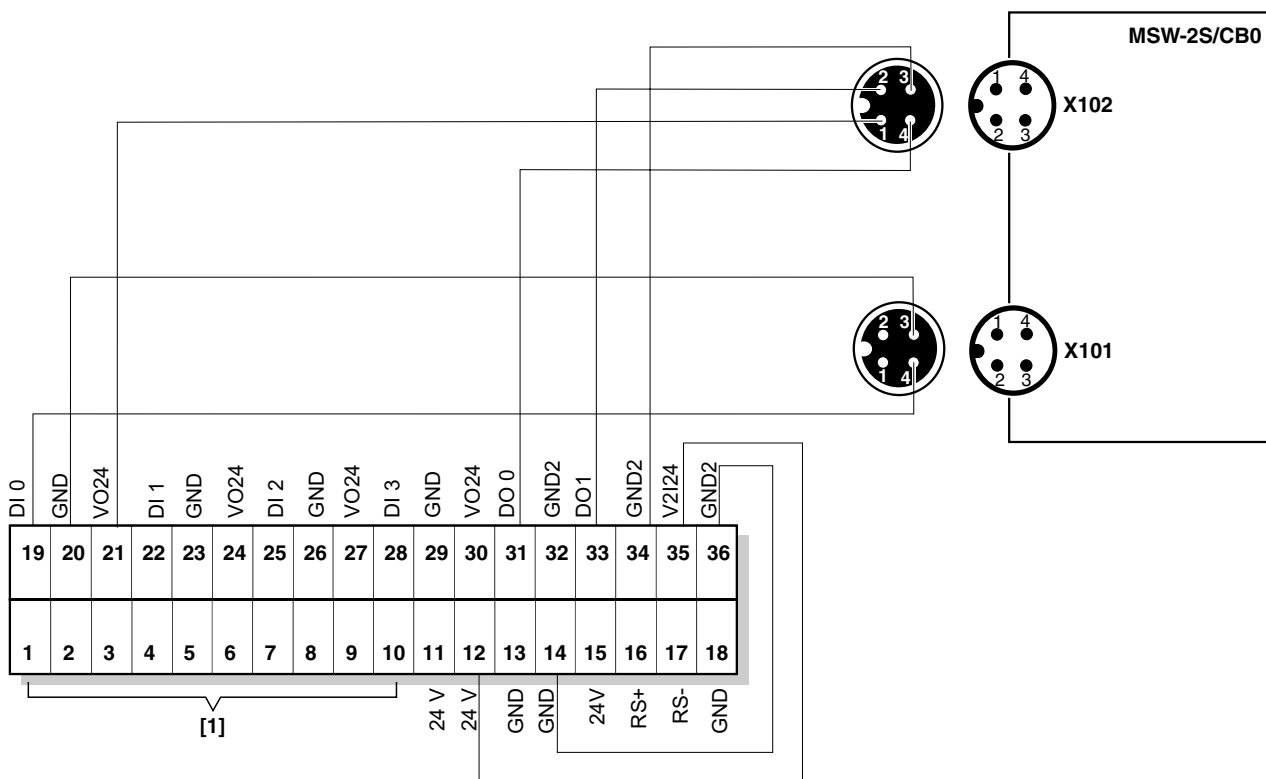 MSW-2S/CB0
2 3
1 4
1 4
2 3
X102
2 3
1 4
1 4
2 3
X101
DI 0 GND VO24 DI 1 GND VO24 DI 2 GND VO24 DI 3 GND VO24 DO 0 GND2 DO1 GND2 V2I24 GND2
19 20 21 22 23 24 25 26 27 28 29 30 31 32 33 34 35 36
1 2 3 4 5 6 7 8 9 10 11 12 13 14 15 16 17 18
24 V 24 V GND GND 24V RS+ RS- GND
[1]